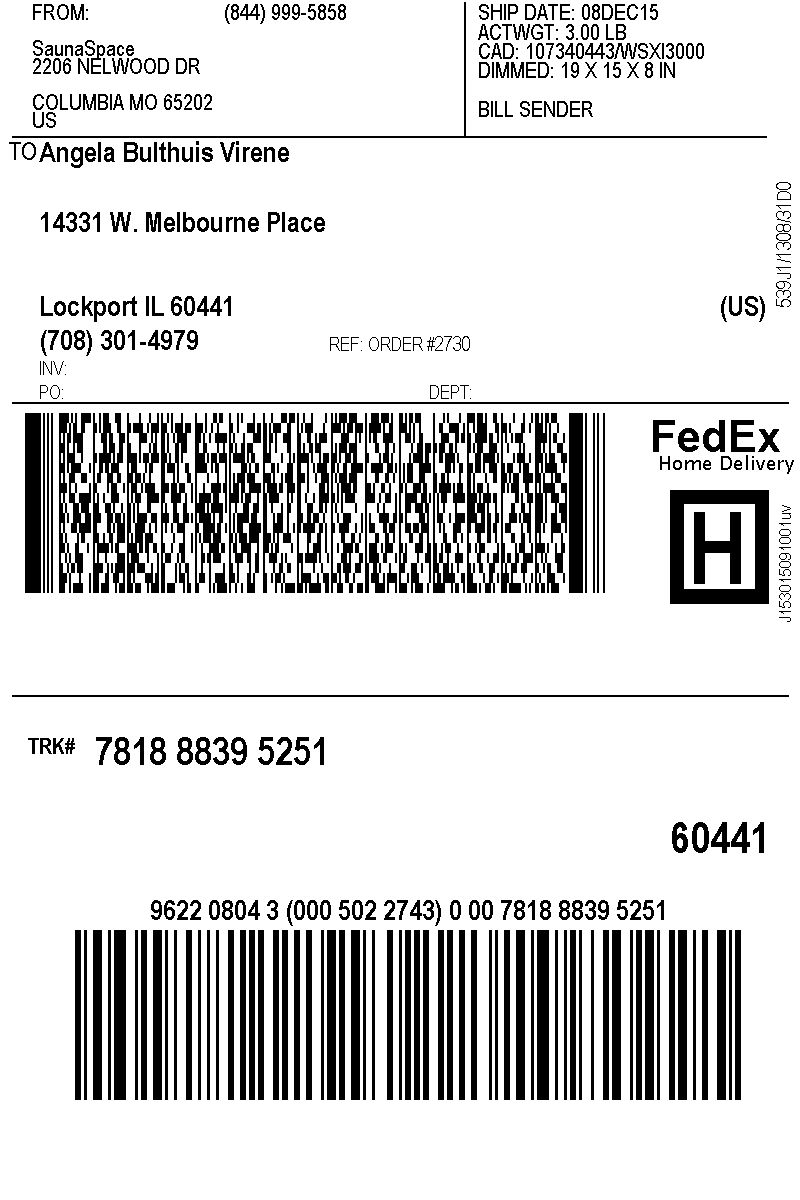 FROM: (844) 999-5858
SaunaSpace
2206 NELWOOD DR
COLUMBIA MO 65202
US
SHIP DATE: 08DEC15
ACTWGT: 3.00 LB
CAD: 107340443/WSXI3000
DIMMED: 19 X 15 X 8 IN
BILL SENDER
TO Angela Bulthuis Virene
14331 W. Melbourne Place
Lockport IL 60441 (US)
(708) 301-4979 REF: ORDER #2730
INV:
PO: DEPT:
539J1/1308/31D0
FedEx
Home Delivery
H
J153015091001uv
TRK# 7818 8839 5251
60441
9622 0804 3 (000 502 2743) 0 00 7818 8839 5251